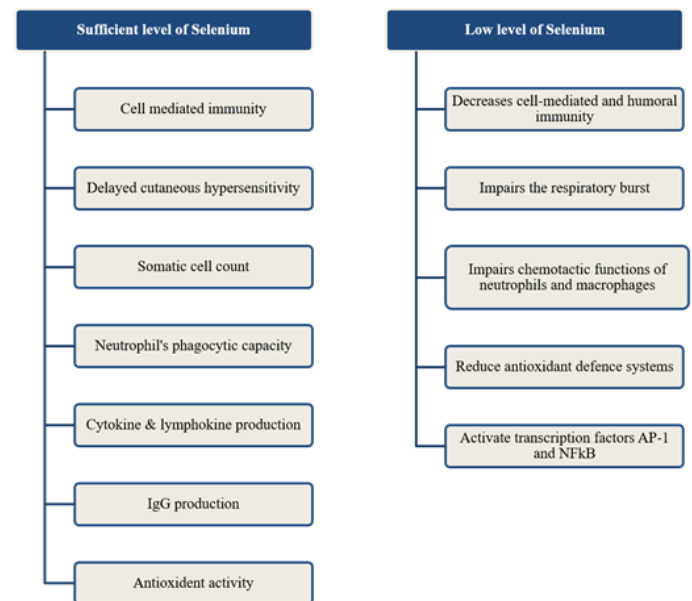 Sufficient level of Selenium
Cell mediated immunity
Delayed cutaneous hypersensitivity
Somatic cell count
Neutrophil's phagocytic capacity
Cytokine & lymphokine production
IgG production
Antioxident activity
Low level of Selenium
Decreases cell-mediated and humoral
immunity
Impairs the respiratory burst
Impairs chemotactic functions of
neutrophils and macrophages
Reduce antioxidant defence systems
Activate transcription factors AP-1
and NFkB